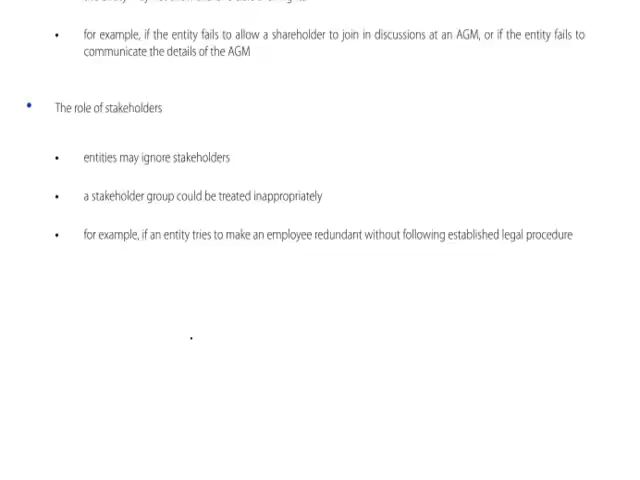 • for example, if the entity fails to allow a shareholder to join in discussions at an AGM, or if the entity fails to
communicate the details of the AGM
• The role of stakeholders
• entities may ignore stakeholders
• a stakeholder group could be treated inappropriately
• for example, if an entity tries to make an employee redundant without following established legal procedure
•